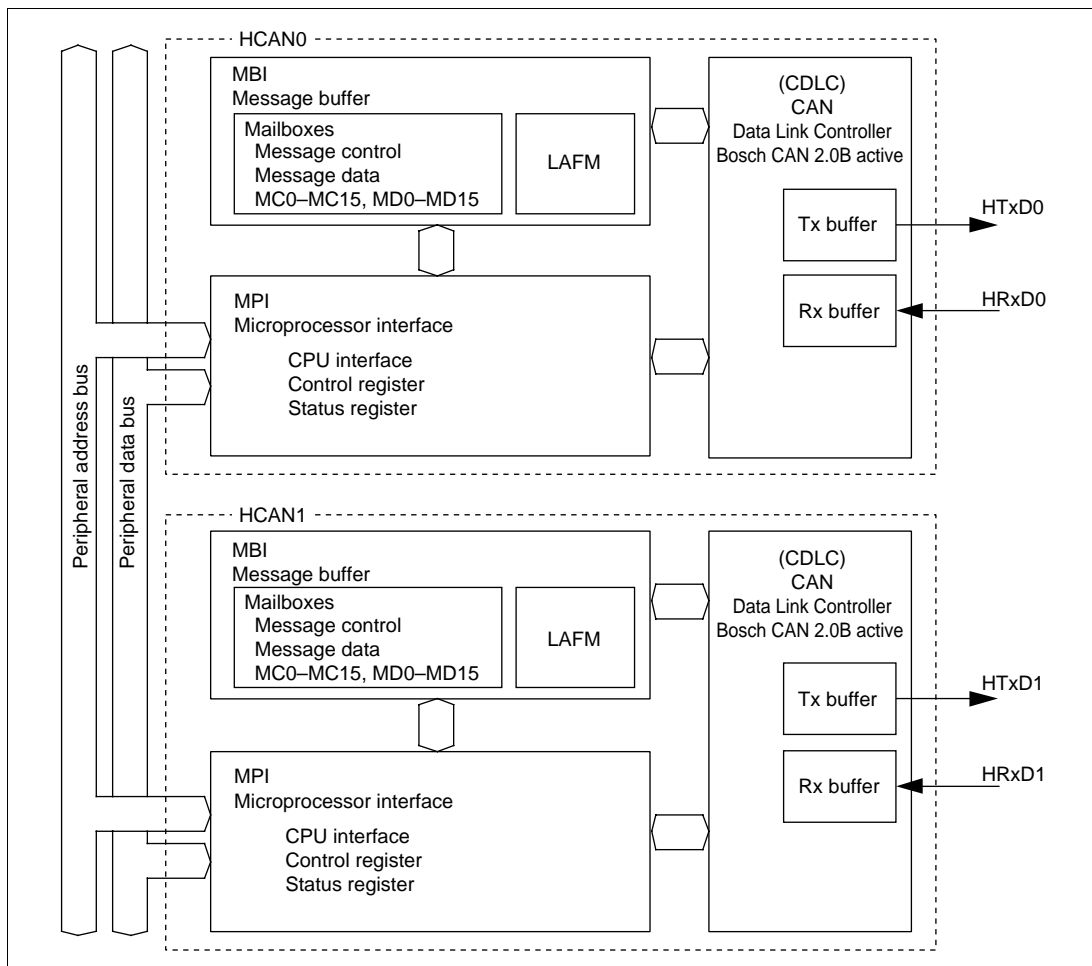 HCAN0
MBI
Message buffer
Mailboxes
Message control
Message data
MC0–MC15, MD0–MD15
LAFM
(CDLC)
CAN
Data Link Controller
Bosch CAN 2.0B active
Tx buffer
HTxD0
Rx buffer
HRxD0
MPI
Microprocessor interface
CPU interface
Control register
Status register
Peripheral address bus
Peripheral data bus
HCAN1
MBI
Message buffer
Mailboxes
Message control
Message data
MC0–MC15, MD0–MD15
LAFM
(CDLC)
CAN
Data Link Controller
Bosch CAN 2.0B active
Tx buffer
HTxD1
Rx buffer
HRxD1
MPI
Microprocessor interface
CPU interface
Control register
Status register